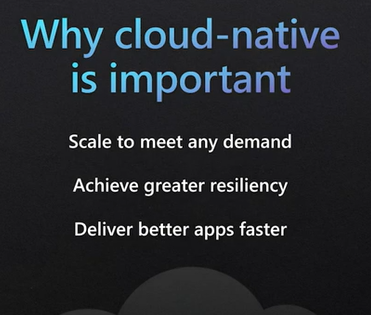 Why cloud-native
is important
Scale to meet any demand
Achieve greater resiliency
Deliver better apps faster